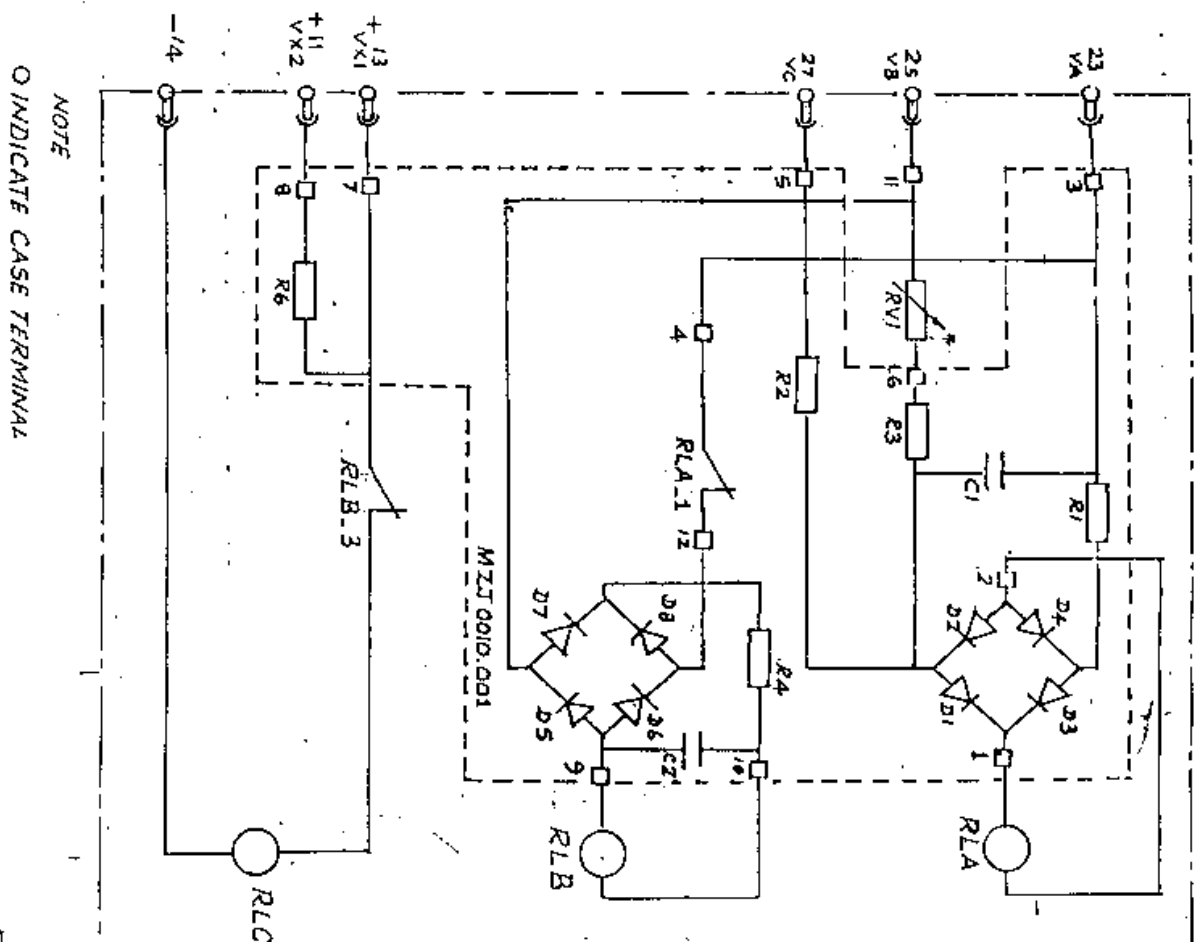 23
VA
25
VB
27
VC
+ 13
VX1
+ 11
VX2
-14
NOTE
O INDICATE CASE TERMINAL
3
11
5
7
8
R6
4
RV1
*
16
R2
R3
C1
R1
RLA-1
12
RLB-3
MZJ0010.001
2
D2
D4
D1
D3
1
D7
D8
D5
D6
R4
C2
10
9
RLA
RLB
RLC